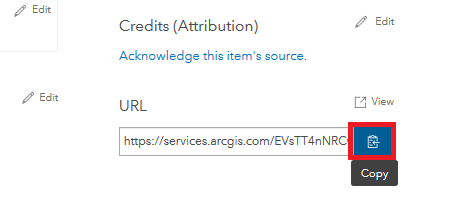 Edit
Credits (Attribution)
Edit
Acknowledge this item's source.
Edit
URL
View
https://services.arcgis.com/EVsTT4nNRC
Copy